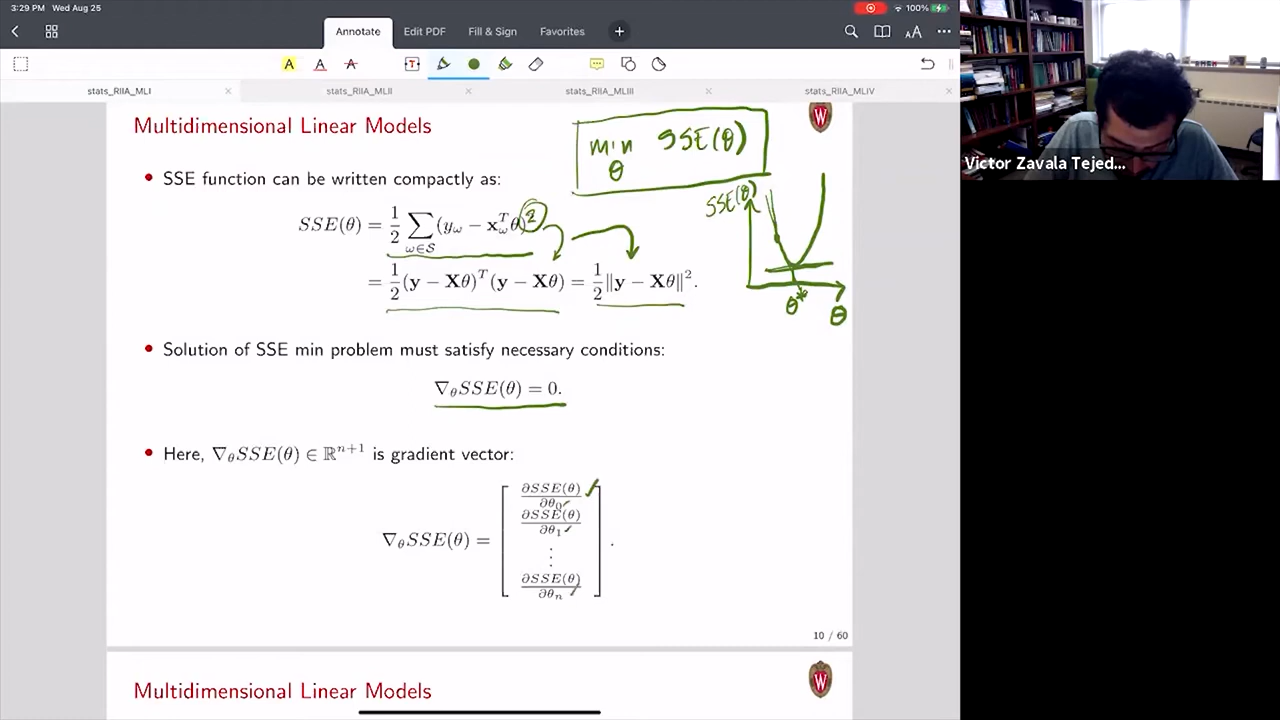 3:29 PM Wed Aug 25
100%
Annotate
Edit PDF
Fill & Sign
Favorites
stats_RIIA_MLI
stats_RIIA_MLII
stats_RIIA_MLIII
stats_RIIA_MLIV
Victor Zavala Tejed...
Multidimensional Linear Models
min SSE(θ)
θ
• SSE function can be written compactly as:
SSE(θ)
SSE(θ) = 1/2 ∑_{ω∈S} (y_ω − x_ω^T θ)^2
= 1/2 (y − Xθ)^T (y − Xθ) = 1/2 ‖y − Xθ‖^2.
θ*
θ
• Solution of SSE min problem must satisfy necessary conditions:
∇_θ SSE(θ) = 0.
• Here, ∇_θ SSE(θ) ∈ ℝ^{n+1} is gradient vector:
∂SSE(θ)/∂θ_0
∂SSE(θ)/∂θ_1
∇_θ SSE(θ) = [ ⋮ ] .
∂SSE(θ)/∂θ_n
10 / 60
Multidimensional Linear Models